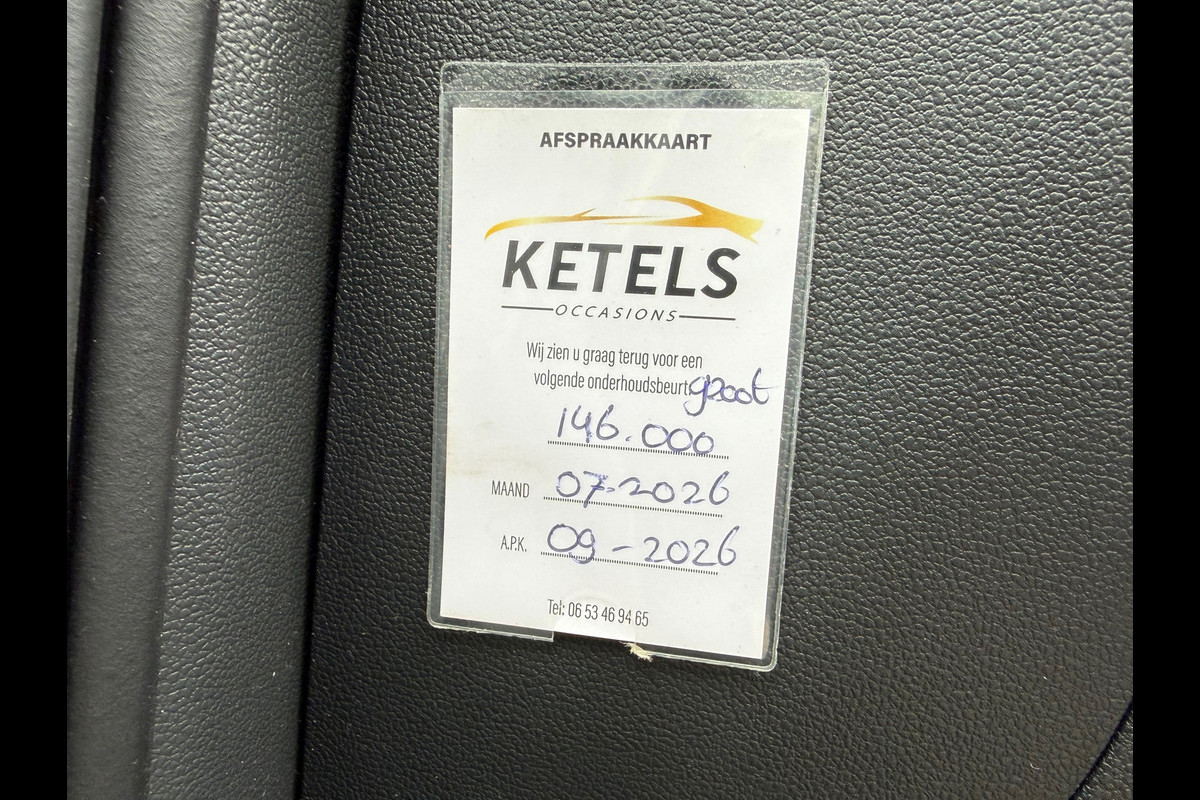 AFSPRAAKKAART
KETELS
OCCASIONS
Wij zien u graag terug voor een
volgende onderhoudsbeurt. groot
146.000
MAAND 07-2026
A.P.K. 09-2026
Tel: 06 53 46 94 65